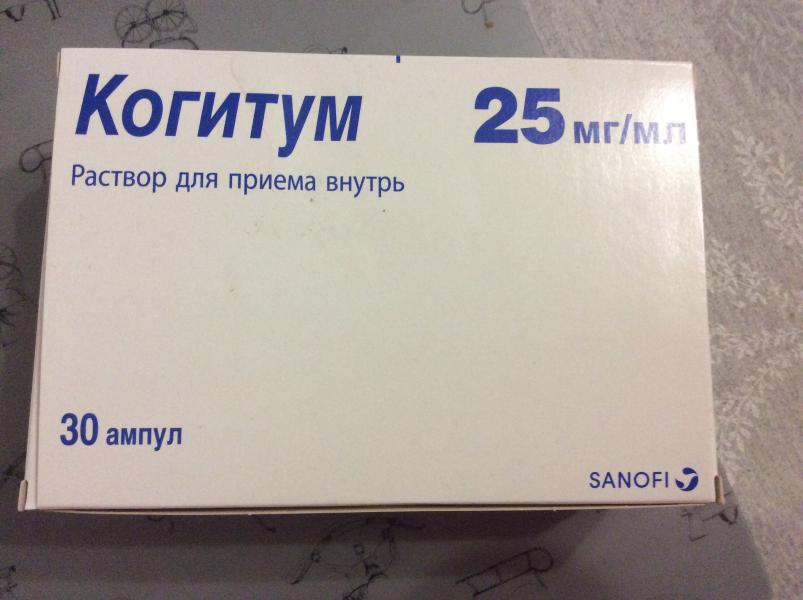 Когитум 25 мг/мл
Раствор для приема внутрь
30 ампул
SANOFI